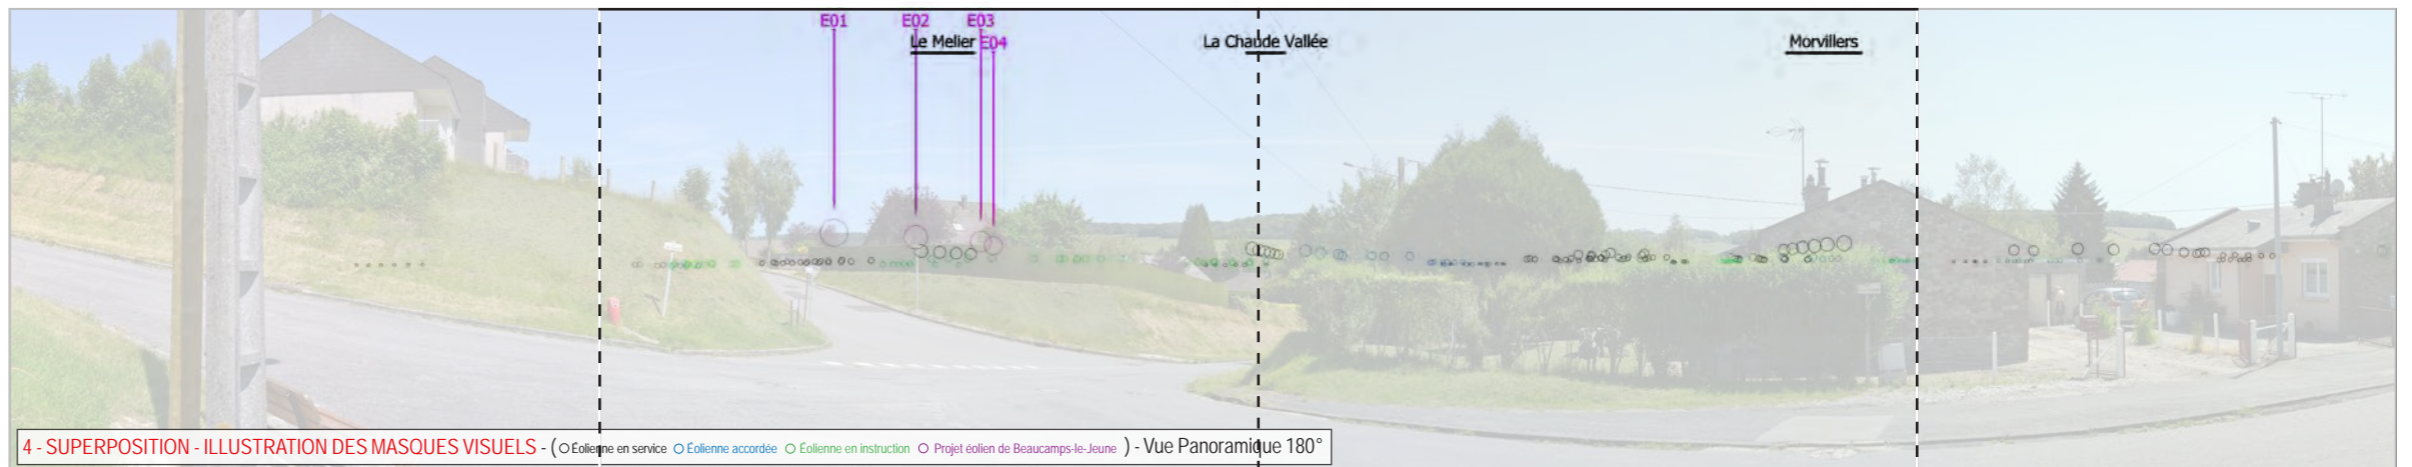 E01 E02 E03
Le Melier E04 La Chaude Vallée Morvillers
4 - SUPERPOSITION - ILLUSTRATION DES MASQUES VISUELS - ( Éolienne en service Éolienne accordée Éolienne en instruction Projet éolien de Beaucamps-le-Jeune ) - Vue Panoramique 180°